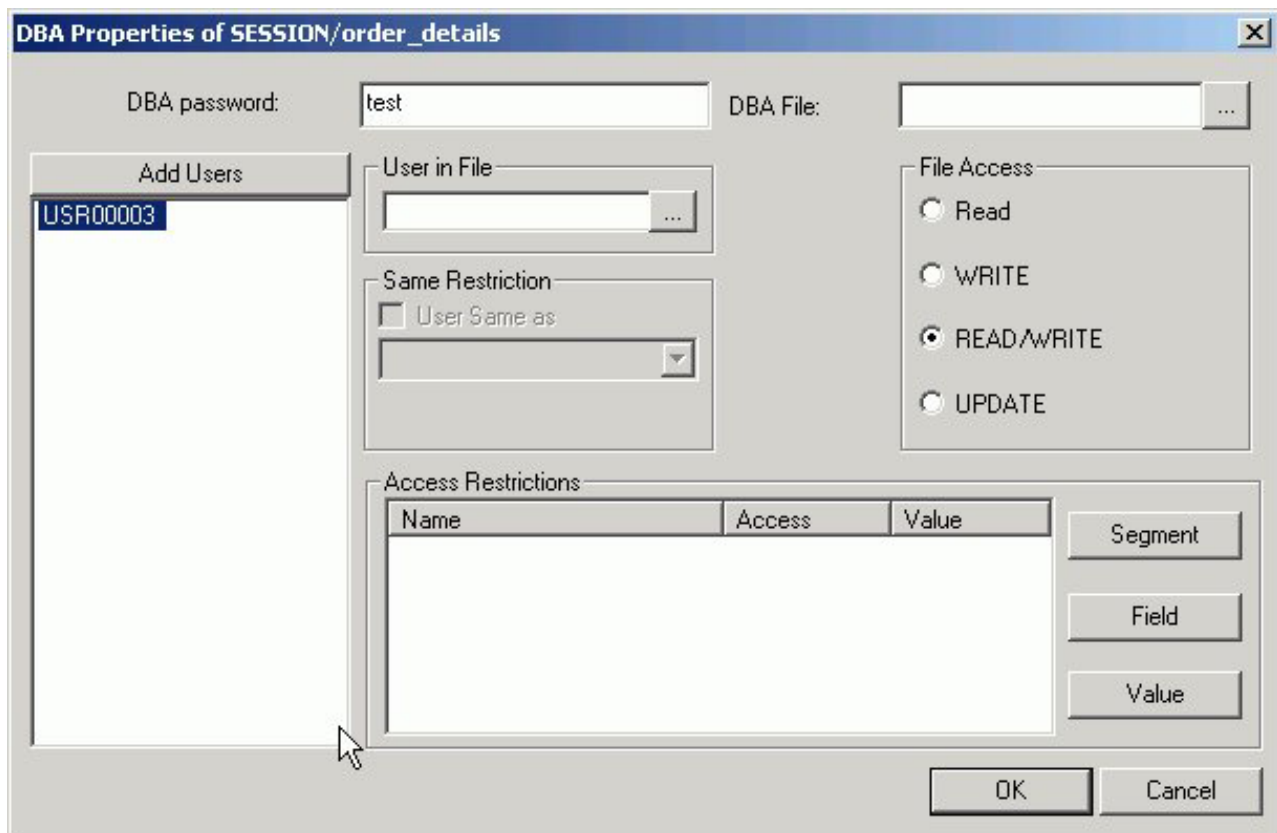 DBA Properties of SESSION/order_details
DBA password: test DBA File: ...
Add Users
USR00003
User in File
...
Same Restriction
User Same as
File Access
Read
WRITE
READ/WRITE
UPDATE
Access Restrictions
Name Access Value
Segment
Field
Value
OK Cancel